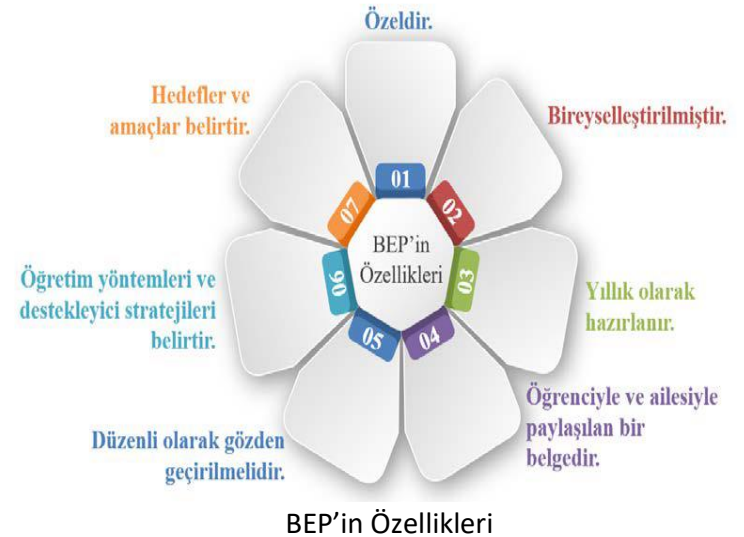 Özeldir.
Bireyselleştirilmiştir.
Yıllık olarak
hazırlanır.
Öğrenciyle ve ailesiyle
paylaşılan bir
belgedir.
Düzenli olarak gözden
geçirilmelidir.
Öğretim yöntemleri ve
destekleyici stratejileri
belirtir.
Hedefler ve
amaçlar belirtir.
01
02
03
04
05
06
07
BEP’in
Özellikleri
BEP’in Özellikleri